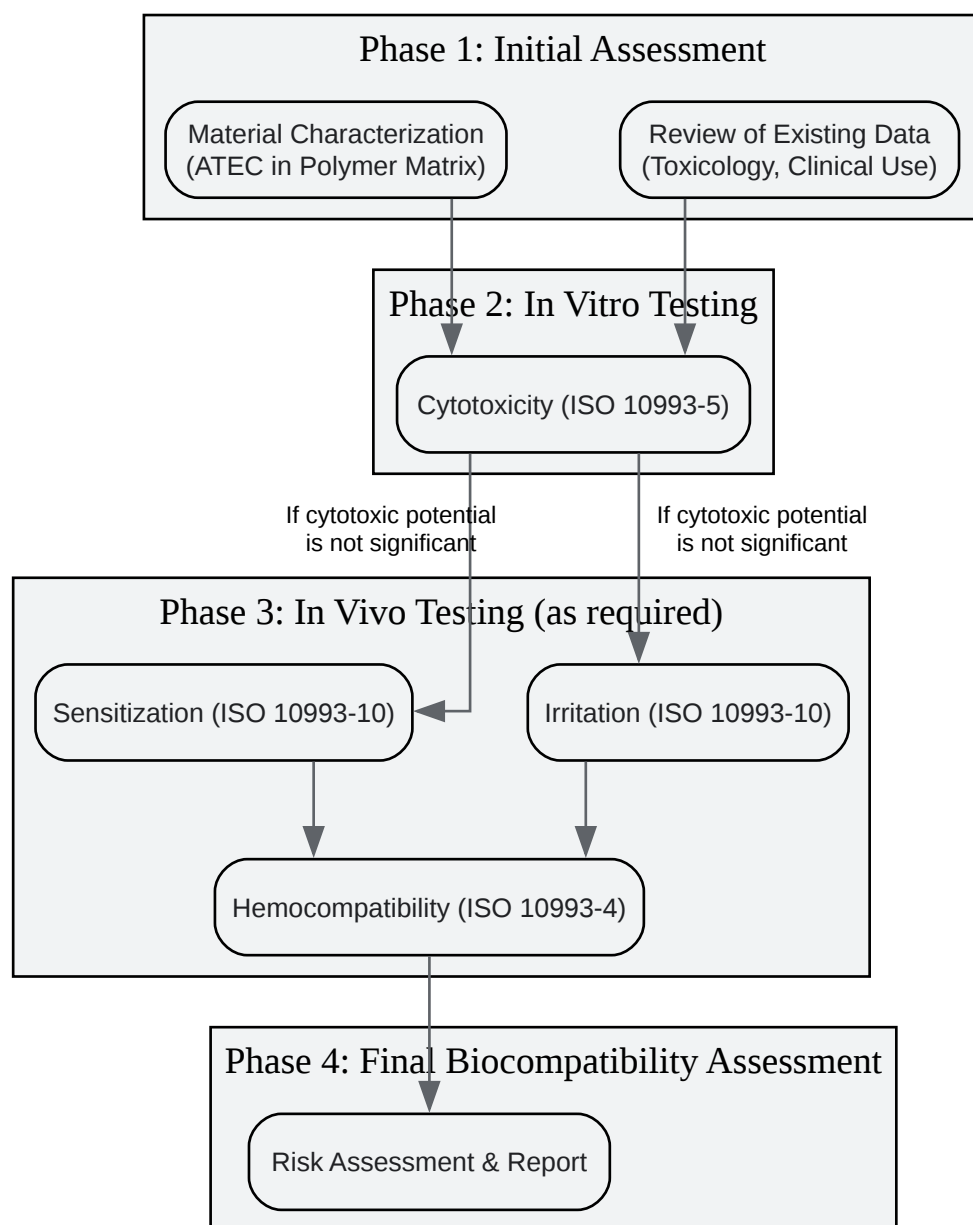 Phase 1: Initial Assessment
Material Characterization
(ATEC in Polymer Matrix)
Review of Existing Data
(Toxicology, Clinical Use)
Phase 2: In Vitro Testing
Cytotoxicity (ISO 10993-5)
If cytotoxic potential
is not significant
If cytotoxic potential
is not significant
Phase 3: In Vivo Testing (as required)
Sensitization (ISO 10993-10)
Irritation (ISO 10993-10)
Hemocompatibility (ISO 10993-4)
Phase 4: Final Biocompatibility Assessment
Risk Assessment & Report